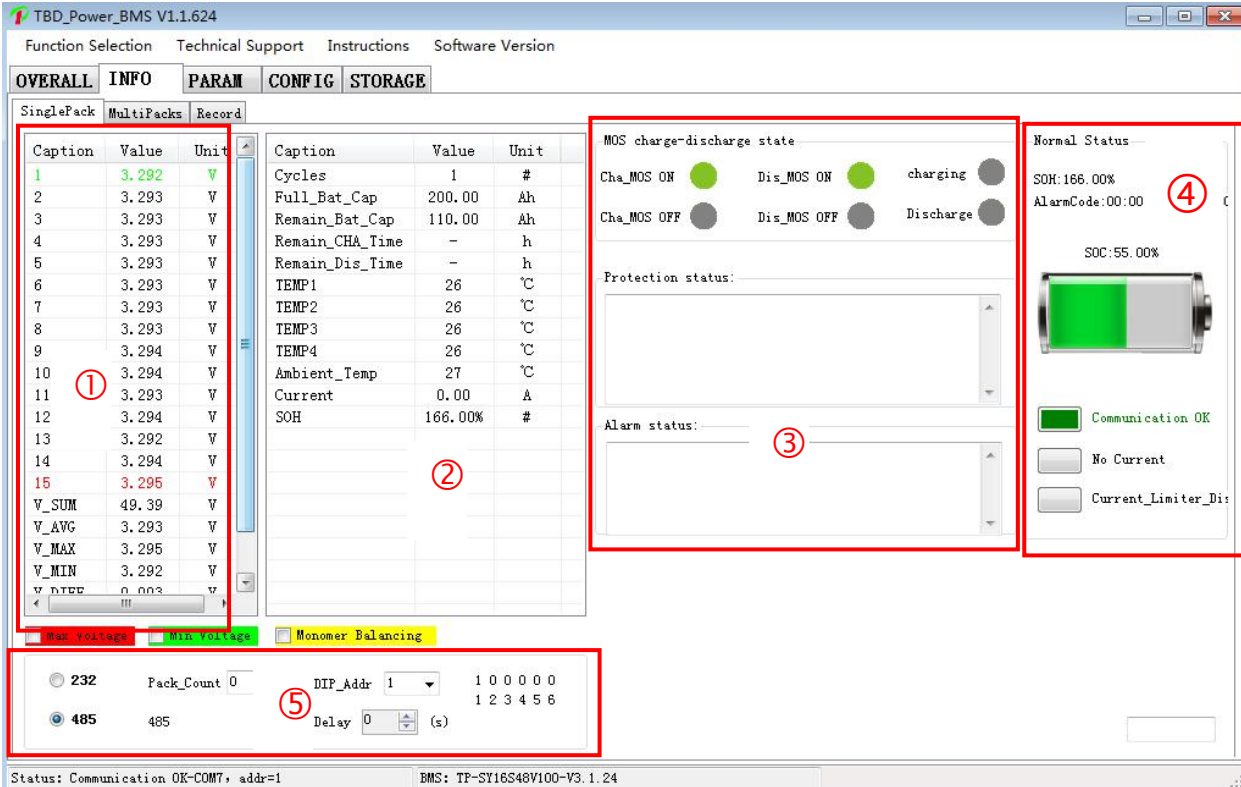 TBD_Power_BMS V1.1.624
Function Selection Technical Support Instructions Software Version
OVERALL INFO PARAM CONFIG STORAGE
SinglePack MultiPacks Record
Caption Value Unit
1 3.292 V
2 3.293 V
3 3.293 V
4 3.293 V
5 3.293 V
6 3.293 V
7 3.293 V
8 3.293 V
9 3.294 V
10 3.294 V
11 3.293 V
12 3.294 V
13 3.292 V
14 3.294 V
15 3.295 V
V_SUM 49.39 V
V_AVG 3.293 V
V_MAX 3.295 V
V_MIN 3.292 V
V_DIFF 0.003 V
①
Caption Value Unit
Cycles 1 #
Full_Bat_Cap 200.00 Ah
Remain_Bat_Cap 110.00 Ah
Remain_CHA_Time - h
Remain_Dis_Time - h
TEMP1 26 ℃
TEMP2 26 ℃
TEMP3 26 ℃
TEMP4 26 ℃
Ambient_Temp 27 ℃
Current 0.00 A
SOH 166.00% #
②
MOS charge-discharge state
Cha_MOS ON Dis_MOS ON charging
Cha_MOS OFF Dis_MOS OFF Discharge
Protection status:
Alarm status:
③
Normal Status
SOH:166.00%
AlarmCode:00:00
④
SOC:55.00%
Communication OK
No Current
Current_Limiter_Dis
Max Voltage Min Voltage Monomer Balancing
232 Pack_Count 0 DIP_Addr 1 1 0 0 0 0 0
1 2 3 4 5 6
⑤
485 485 Delay 0 (s)
Status: Communication OK-COM7, addr=1 BMS: TP-SY16S48V100-V3.1.24